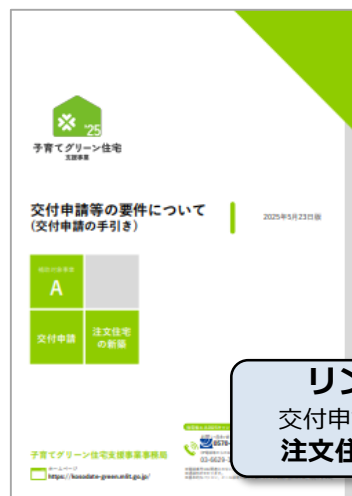 '25
子育てグリーン住宅
支援事業
交付申請等の要件について
(交付申請の手引き)
2025年5月23日版
A
交付申請
注文住宅
の新築
リン
交付申
注文住
子育てグリーン住宅支援事業事務局
ホームページ
https://kosodate-green.mlit.go.jp/
0570-
03-6629-